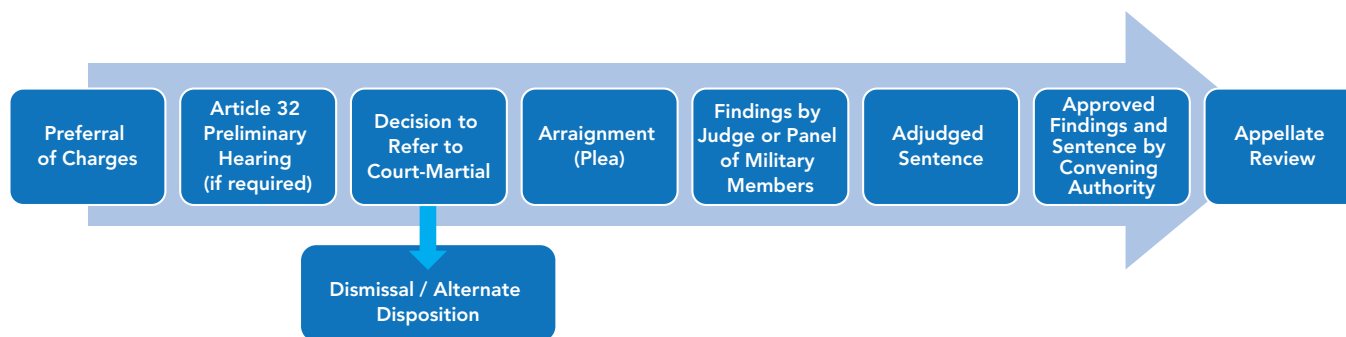 Preferral
of Charges
Article 32
Preliminary
Hearing
(if required)
Decision to
Refer to
Court-Martial
Arraignment
(Plea)
Findings by
Judge or Panel
of Military
Members
Adjudged
Sentence
Approved
Findings and
Sentence by
Convening
Authority
Appellate
Review
Dismissal / Alternate
Disposition